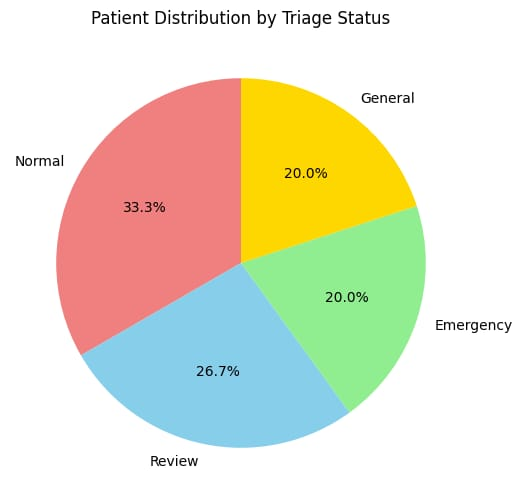 Patient Distribution by Triage Status
General
Normal
20.0%
33.3%
20.0%
Emergency
26.7%
Review